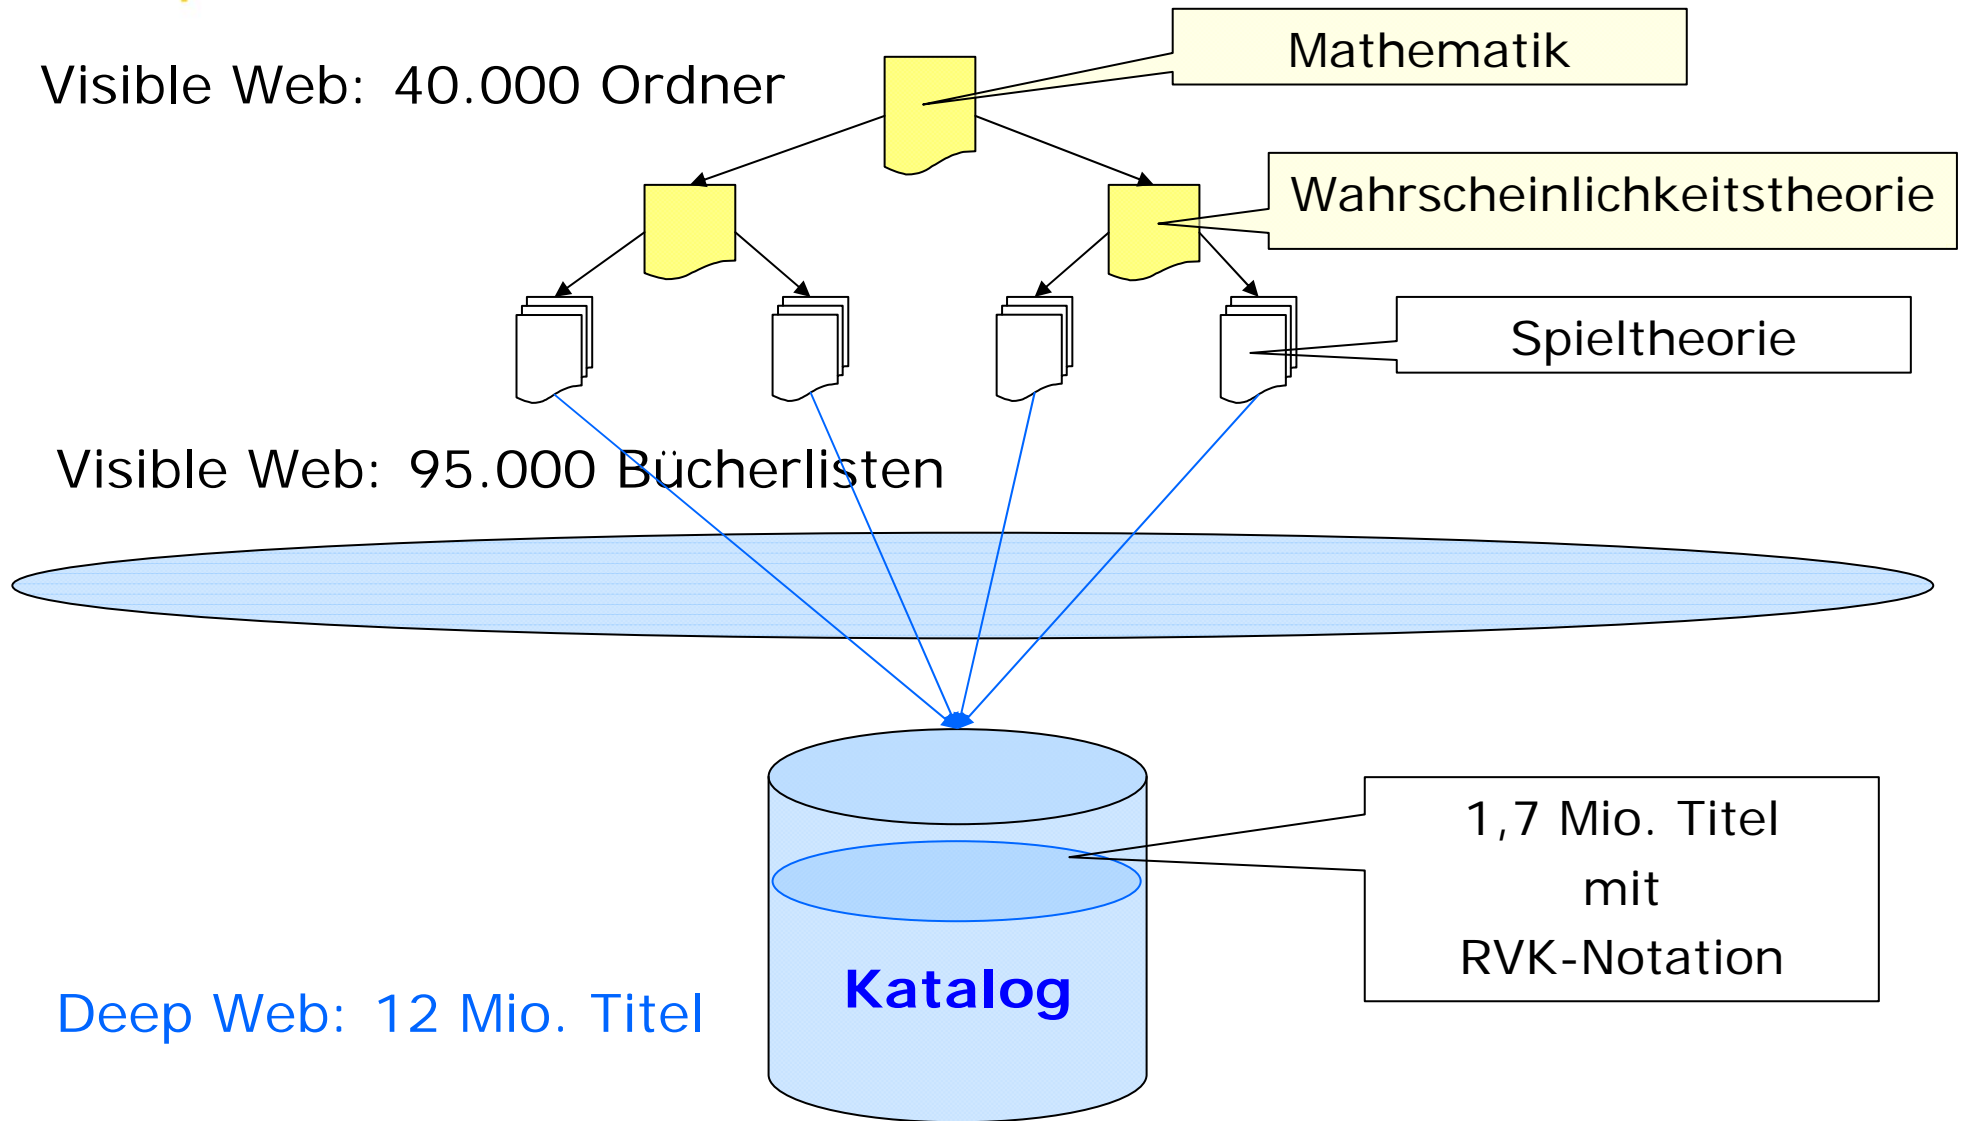 Mathematik
Visible Web: 40.000 Ordner
Wahrscheinlichkeitstheorie
Spieltheorie
Visible Web: 95.000 Bücherlisten
1,7 Mio. Titel
mit
RVK-Notation
Katalog
Deep Web: 12 Mio. Titel